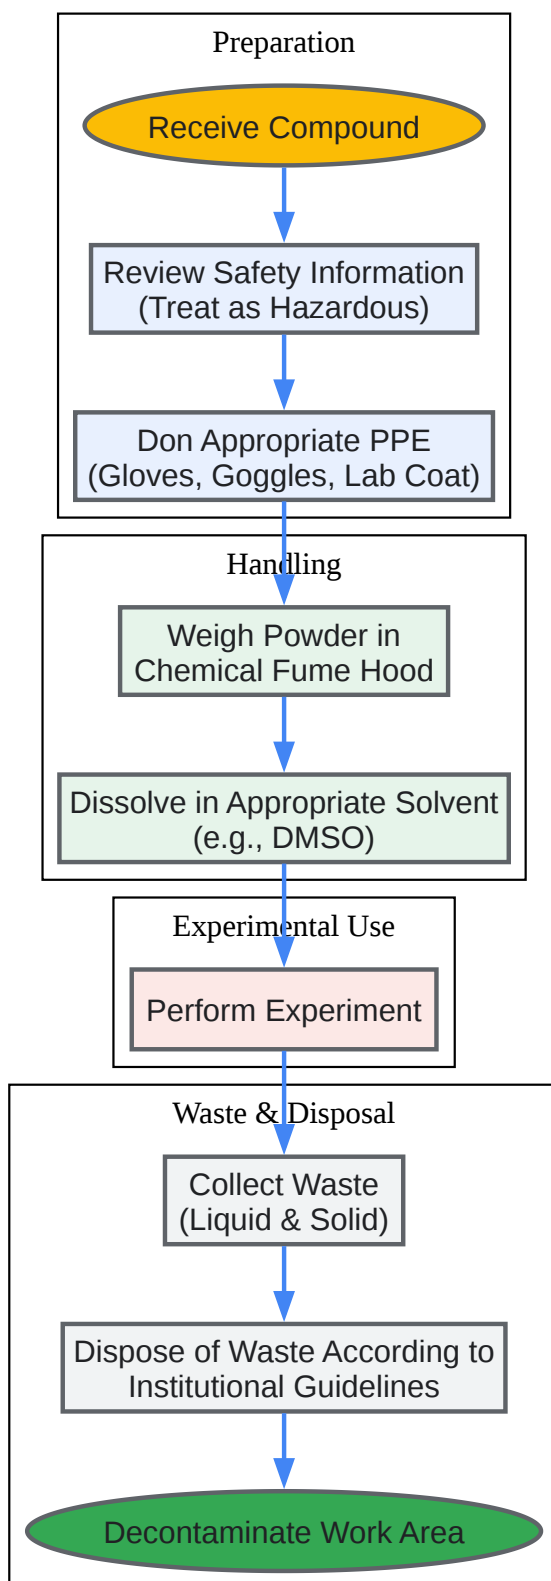 Preparation
Receive Compound
Review Safety Information
(Treat as Hazardous)
Don Appropriate PPE
(Gloves, Goggles, Lab Coat)
Handling
Weigh Powder in
Chemical Fume Hood
Dissolve in Appropriate Solvent
(e.g., DMSO)
Experimental Use
Perform Experiment
Waste & Disposal
Collect Waste
(Liquid & Solid)
Dispose of Waste According to
Institutional Guidelines
Decontaminate Work Area